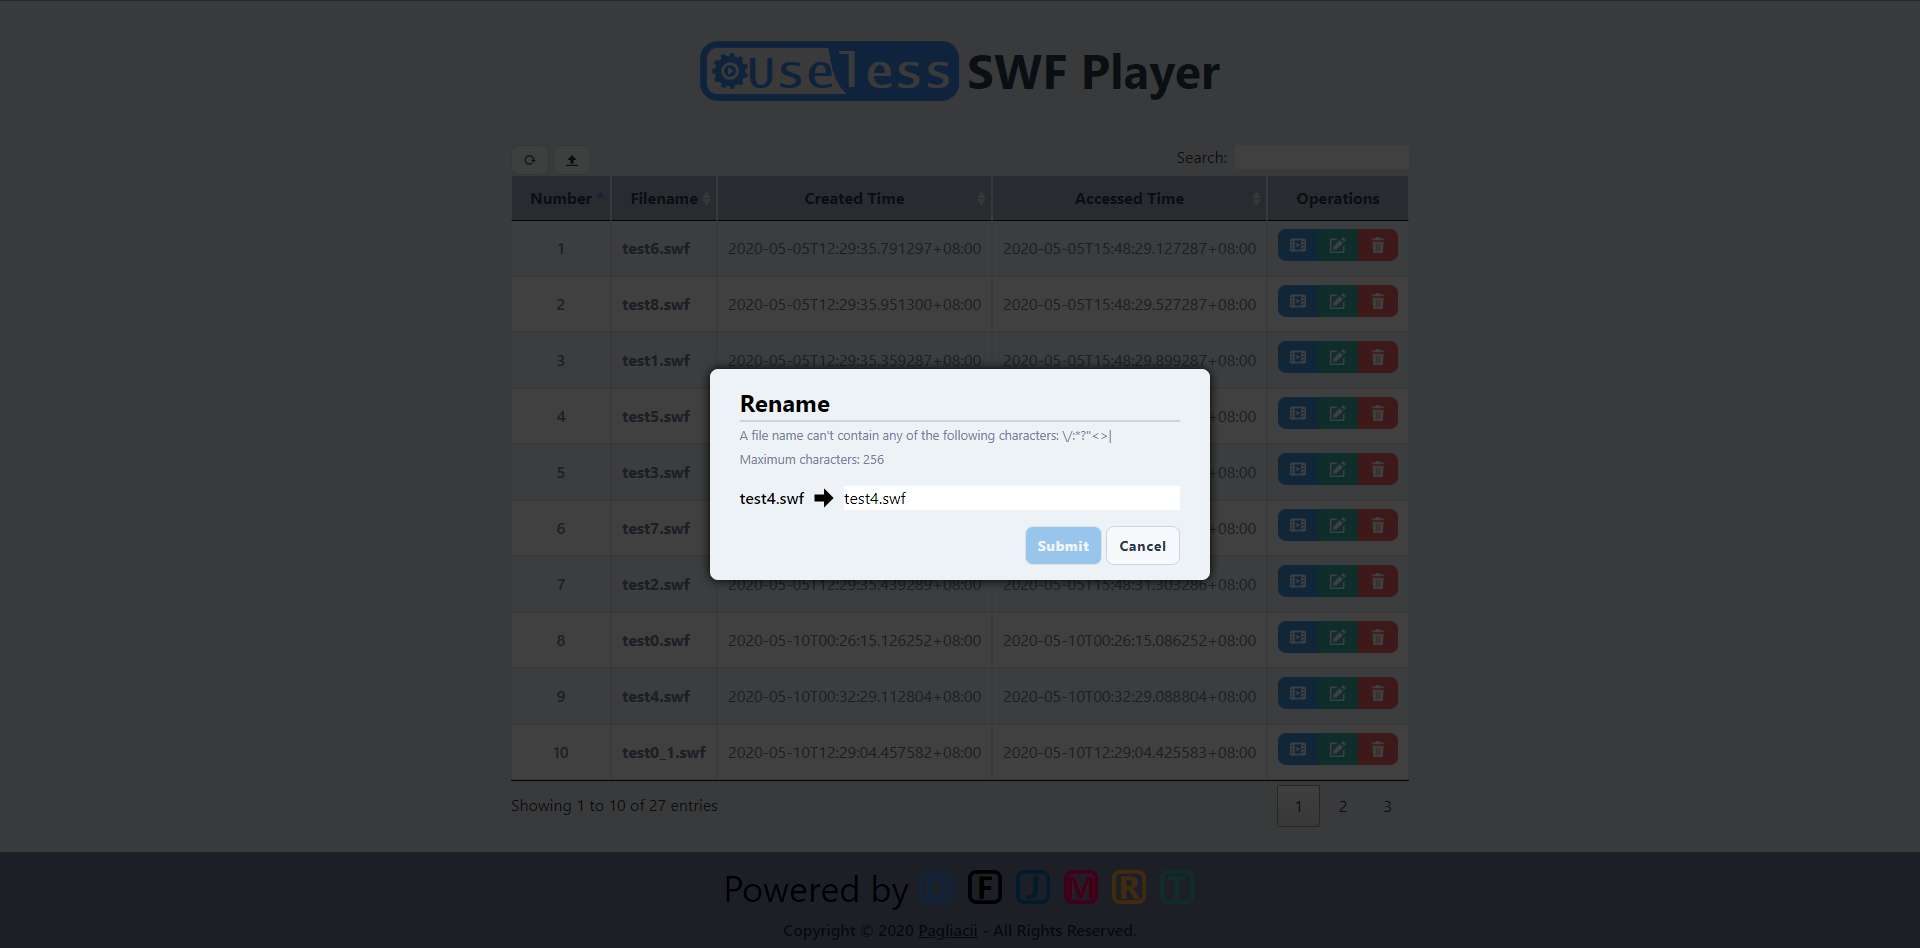 Useless SWF Player
Search:
Number Filename Created Time Accessed Time Operations
1 test6.swf 2020-05-05T12:29:35.791297+08:00 2020-05-05T15:48:29.127287+08:00
2 test8.swf 2020-05-05T12:29:35.951300+08:00 2020-05-05T15:48:29.527287+08:00
3 test1.swf 2020-05-05T12:29:35.359287+08:00 2020-05-05T15:48:29.899287+08:00
4 test5.swf +08:00
5 test3.swf +08:00
6 test7.swf +08:00
7 test2.swf 2020-05-05T12:29:35.439289+08:00 2020-05-05T15:48:31.303286+08:00
8 test0.swf 2020-05-10T00:26:15.126252+08:00 2020-05-10T00:26:15.086252+08:00
9 test4.swf 2020-05-10T00:32:29.112804+08:00 2020-05-10T00:32:29.088804+08:00
10 test0_1.swf 2020-05-10T12:29:04.457582+08:00 2020-05-10T12:29:04.425583+08:00
Rename
A file name can't contain any of the following characters: \/:*?"<>|
Maximum characters: 256
test4.swf test4.swf
Submit Cancel
Showing 1 to 10 of 27 entries
1 2 3
Powered by D F J M R T
Copyright © 2020 Pagliacii - All Rights Reserved.